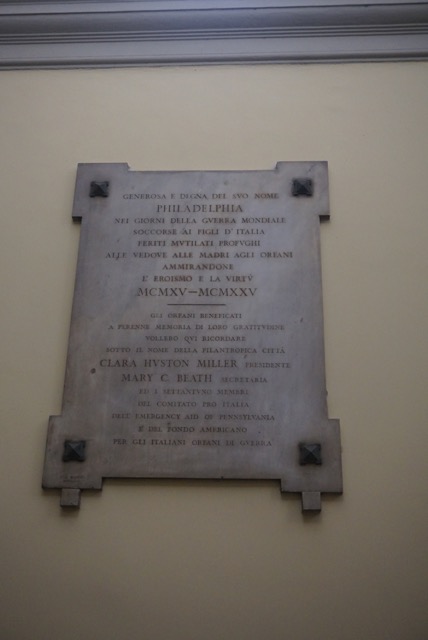 GENEROSA E DEGNA DEL SVO NOME
PHILADELPHIA
NEI GIORNI DELLA GVERRA MONDIALE
SOCCORSE AI FIGLI D'ITALIA
FERITI MVTILATI PROFVGHI
ALLE VEDOVE ALLE MADRI AGLI ORFANI
AMMIRANDONE
L'EROISMO E LA VIRTÙ
MCMXV—MCMXXV
GLI ORFANI BENEFICATI
A PERENNE MEMORIA DI LORO GRATITVDINE
VOLLERO QVI RICORDARE
SOTTO IL NOME DELLA FILANTROPICA CITTÀ
CLARA HVSTON MILLER PRESIDENTE
MARY C. BEATH SECRETARIA
ED I SESSANTVNO MEMBRI
DEL COMITATO PRO ITALIA
DELL'EMERGENCY AID OF PENNSYLVANIA
E DEL FONDO AMERICANO
PER GLI ITALIANI ORFANI DI GVERRA